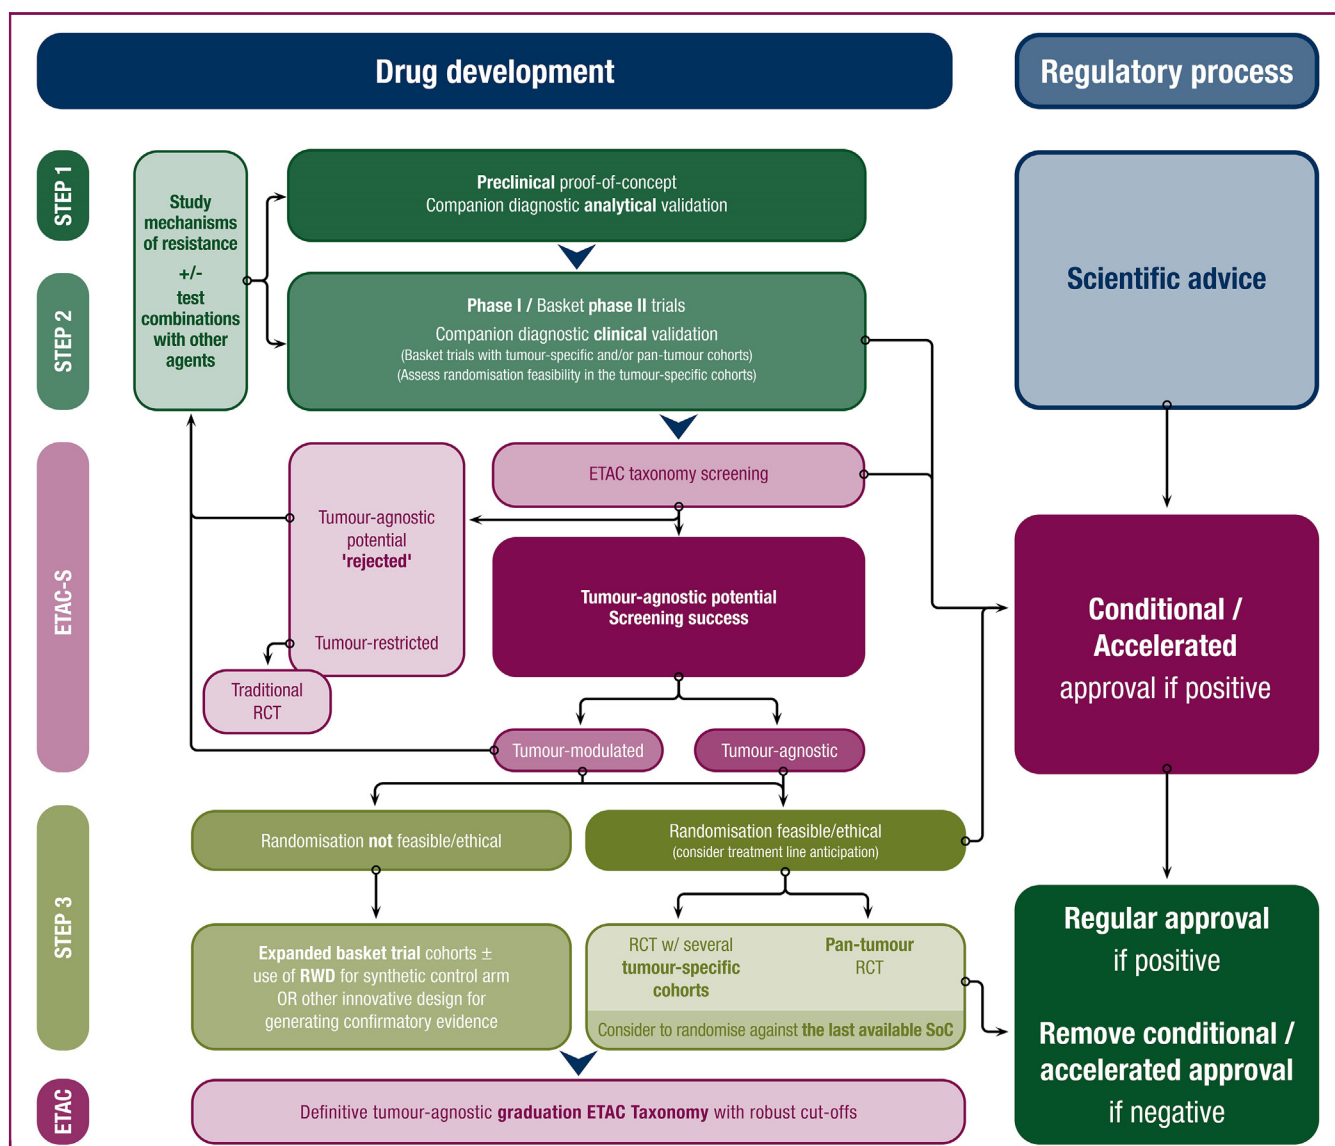 Drug development
Regulatory process
STEP 1
Study
mechanisms
of resistance
+/-
test
combinations
with other
agents
Preclinical proof-of-concept
Companion diagnostic analytical validation
Scientific advice
STEP 2
Phase I / Basket phase II trials
Companion diagnostic clinical validation
(Basket trials with tumour-specific and/or pan-tumour cohorts)
(Assess randomisation feasibility in the tumour-specific cohorts)
ETAC-S
ETAC taxonomy screening
Tumour-agnostic
potential
'rejected'
Tumour-restricted
Traditional
RCT
Tumour-agnostic potential
Screening success
Tumour-modulated
Tumour-agnostic
Conditional /
Accelerated
approval if positive
STEP 3
Randomisation not feasible/ethical
Randomisation feasible/ethical
(consider treatment line anticipation)
Expanded basket trial cohorts ±
use of RWD for synthetic control arm
OR other innovative design for
generating confirmatory evidence
RCT w/ several
tumour-specific
cohorts
Pan-tumour
RCT
Consider to randomise against the last available SoC
Regular approval
if positive
Remove conditional /
accelerated approval
if negative
ETAC
Definitive tumour-agnostic graduation ETAC Taxonomy with robust cut-offs